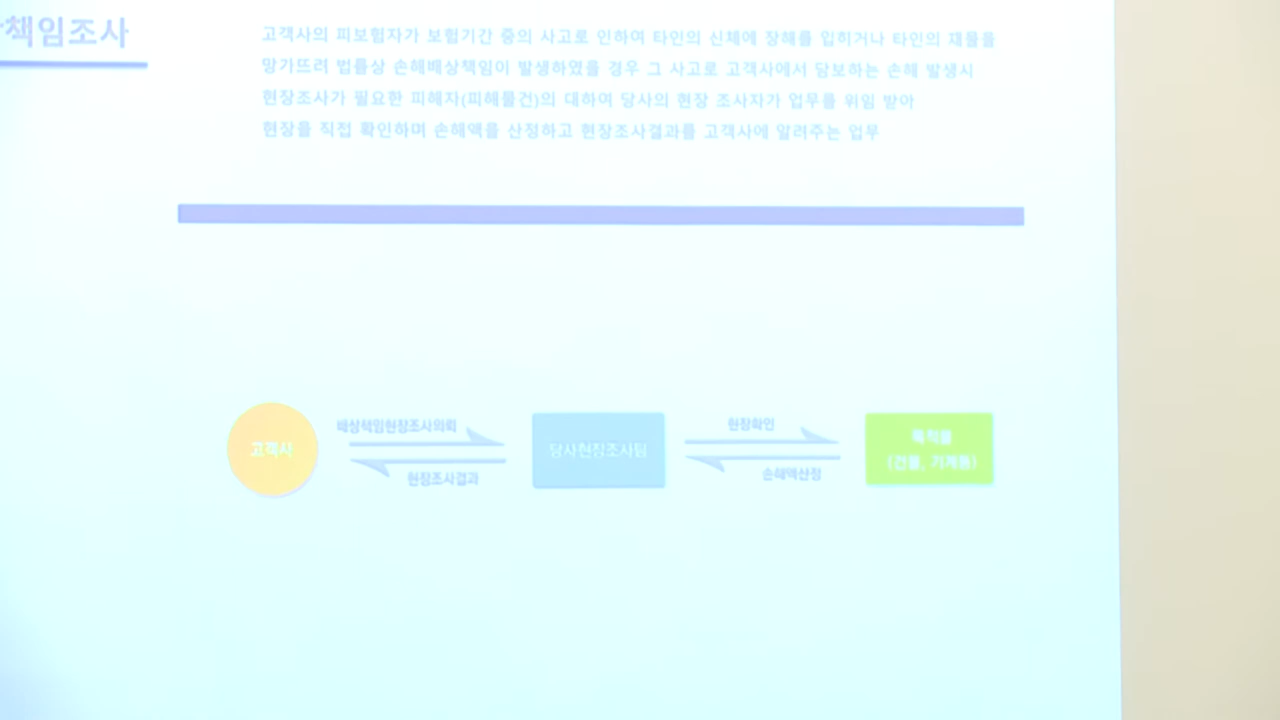 책임조사
고객사의 피보험자가 보험기간 중의 사고로 인하여 타인의 신체에 장해를 입히거나 타인의 재물을
망가뜨려 법률상 손해배상책임이 발생하였을 경우 그 사고로 고객사에서 담보하는 손해 발생시
현장조사가 필요한 피해자(피해물건)의 대하여 당사의 현장 조사자가 업무를 위임 받아
현장을 직접 확인하며 손해액을 산정하고 현장조사결과를 고객사에 알려주는 업무
고객사
배상책임현장조사의뢰
현장조사결과
당사현장조사팀
현장확인
손해액산정
목적물
(건물, 기계등)